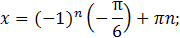 x = (−1)ⁿ (−π/6) + πn;